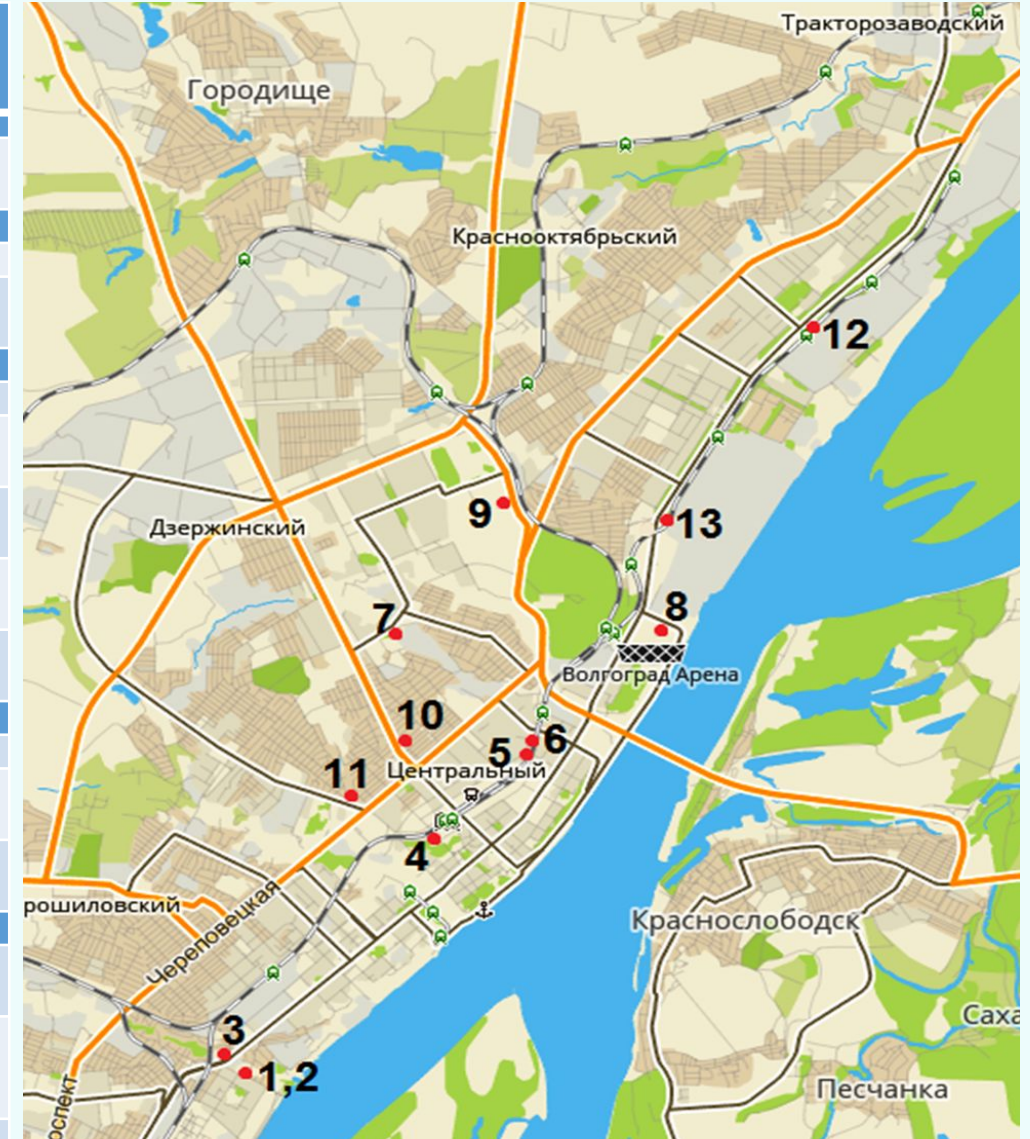 Тракторозаводский
Городище
Краснооктябрьский
12
9
13
Дзержинский
7
8
Волгоград Арена
10
5
6
Центральный
11
4
рошиловский
Череповецкая
Краснослободск
Саха
3
1,2
Песчанка
оспект